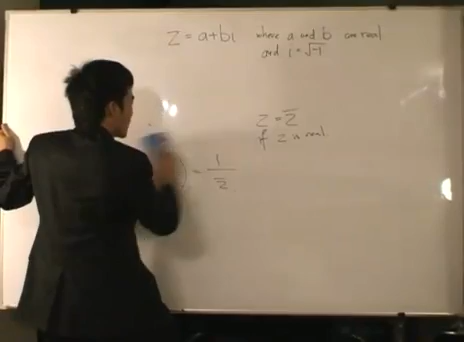 z = a+bi where a and b are real
and i = √-1
z = z̅
if z is real
) = 1/z̅